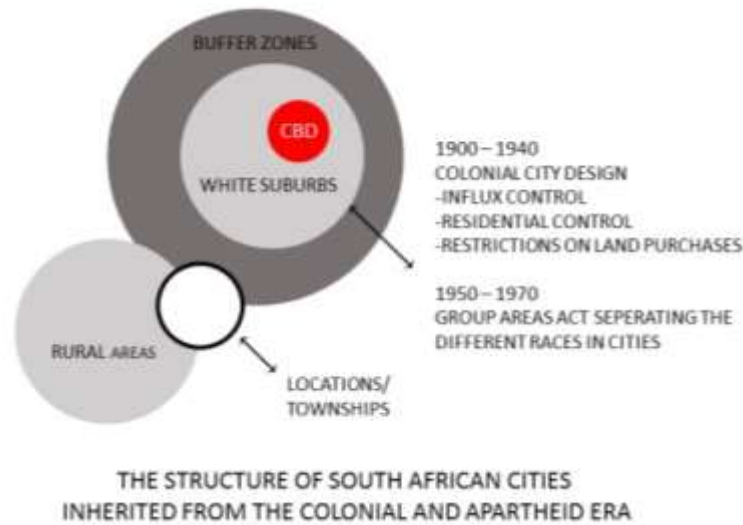 BUFFER ZONES
CBD
WHITE SUBURBS
1900 – 1940
COLONIAL CITY DESIGN
-INFLUX CONTROL
-RESIDENTIAL CONTROL
-RESTRICTIONS ON LAND PURCHASES
1950 – 1970
GROUP AREAS ACT SEPERATING THE
DIFFERENT RACES IN CITIES
RURAL AREAS
LOCATIONS/
TOWNSHIPS
THE STRUCTURE OF SOUTH AFRICAN CITIES
INHERITED FROM THE COLONIAL AND APARTHEID ERA